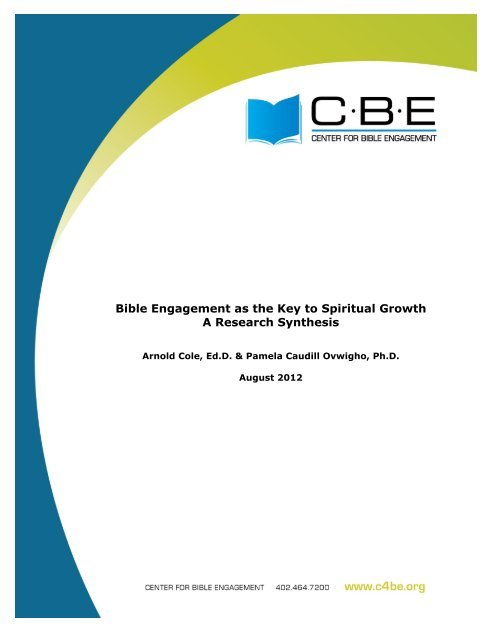 C·B·E
CENTER FOR BIBLE ENGAGEMENT
Bible Engagement as the Key to Spiritual Growth
A Research Synthesis
Arnold Cole, Ed.D. & Pamela Caudill Ovwigho, Ph.D.
August 2012
CENTER FOR BIBLE ENGAGEMENT 402.464.7200 www.c4be.org